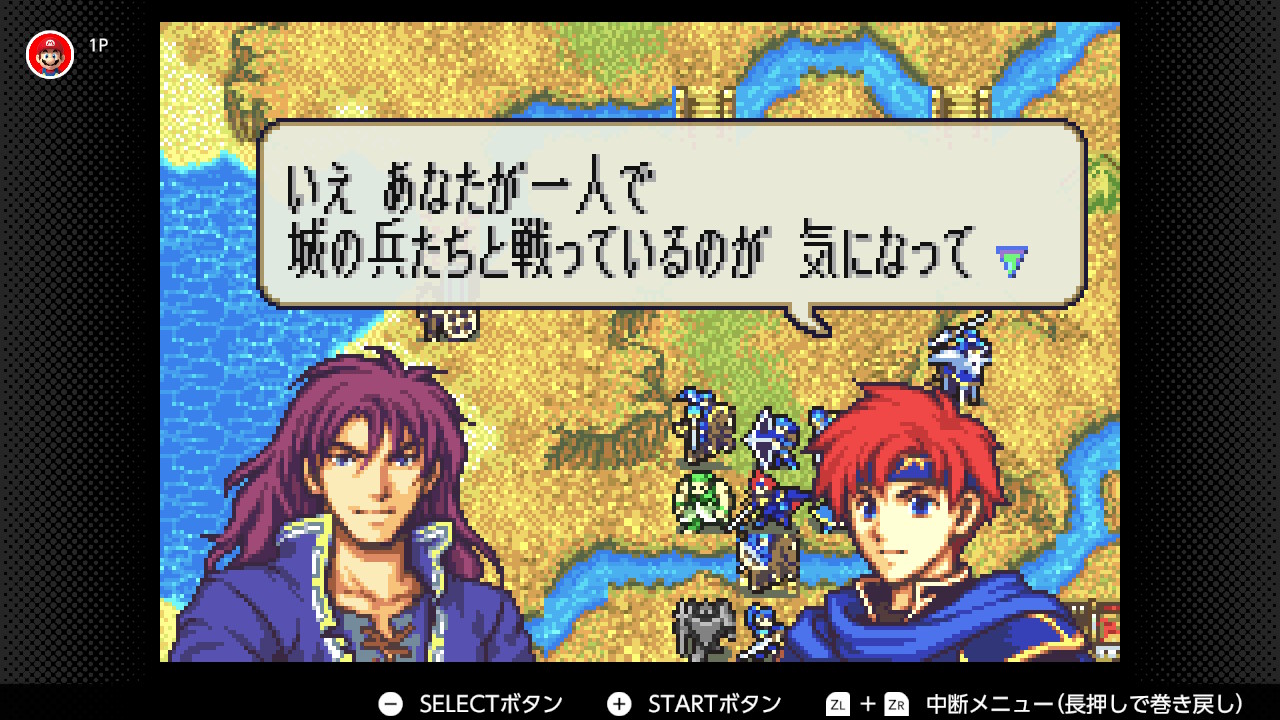 1P
いえ あなたが一人で
城の兵たちと戦っているのが 気になって
SELECTボタン STARTボタン ZL + ZR 中断メニュー(長押しで巻き戻し)